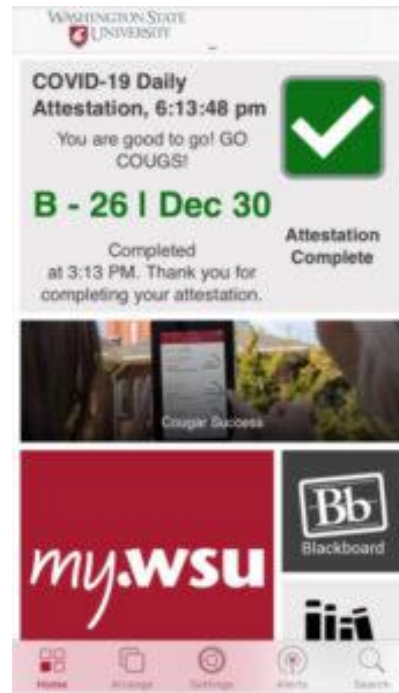 WASHINGTON STATE
UNIVERSITY
COVID-19 Daily
Attestation, 6:13:48 pm
You are good to go! GO
COUGS!
B - 26 | Dec 30
Completed
at 3:13 PM. Thank you for
completing your attestation.
Attestation
Complete
Cougar Success
my.wsu
Bb
Blackboard
Home
Arrange
Settings
Alerts
Search